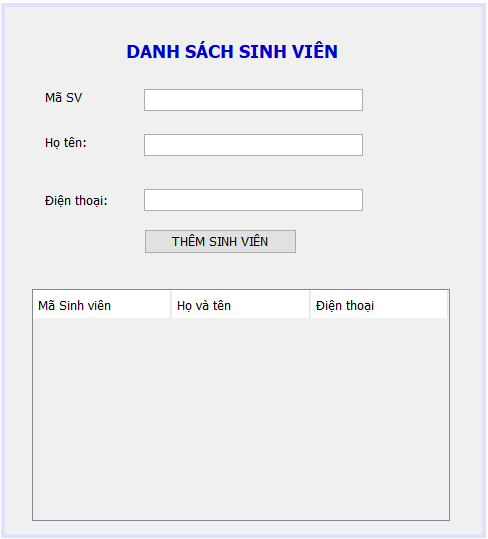 DANH SÁCH SINH VIÊN
Mã SV
Họ tên:
Điện thoại:
THÊM SINH VIÊN
Mã Sinh viên Họ và tên Điện thoại